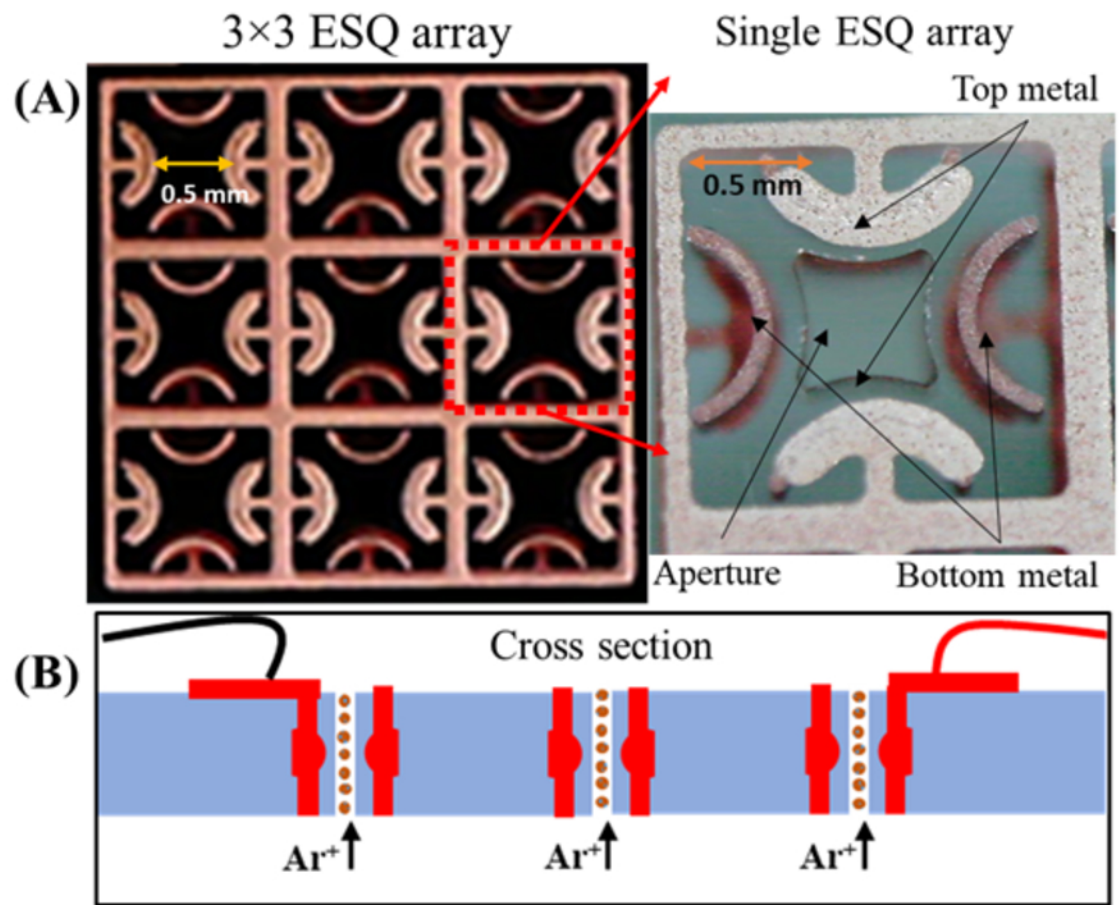 3×3 ESQ array
Single ESQ array
(A)
Top metal
0.5 mm
0.5 mm
Aperture
Bottom metal
(B)
Cross section
Ar⁺
Ar⁺
Ar⁺